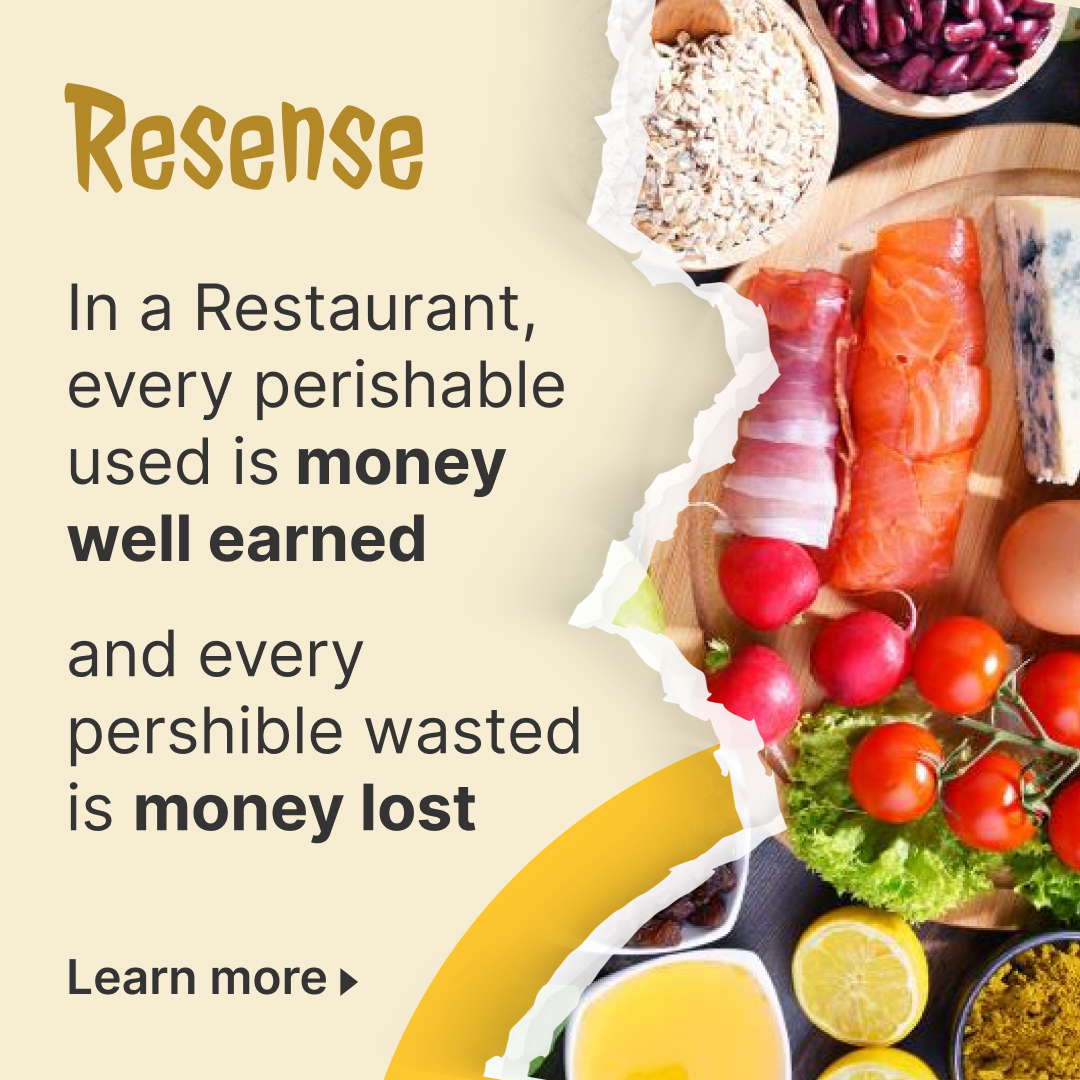 Resense
In a Restaurant,
every perishable
used is money
well earned
and every
pershible wasted
is money lost
Learn more